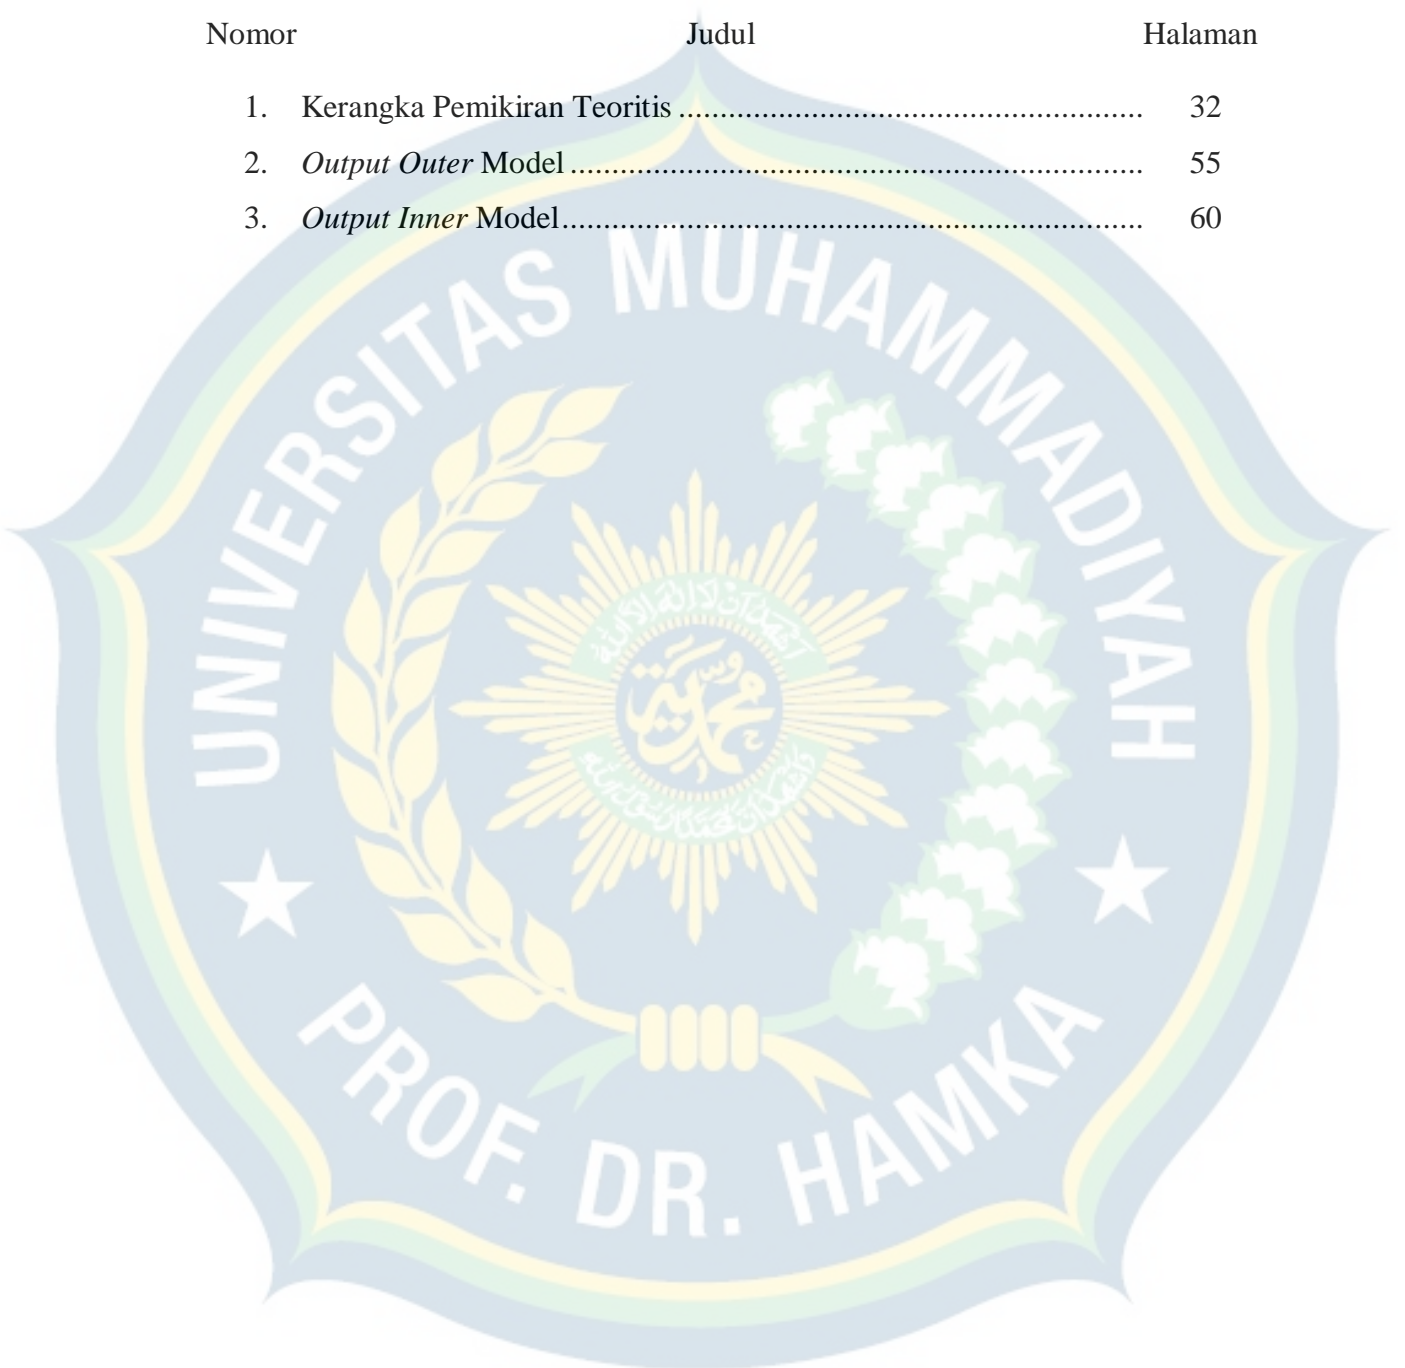 Nomor Judul Halaman
1. Kerangka Pemikiran Teoritis ........................................................ 32
2. Output Outer Model ..................................................................... 55
3. Output Inner Model...................................................................... 60
UNIVERSITAS MUHAMMADIYAH
PROF. DR. HAMKA